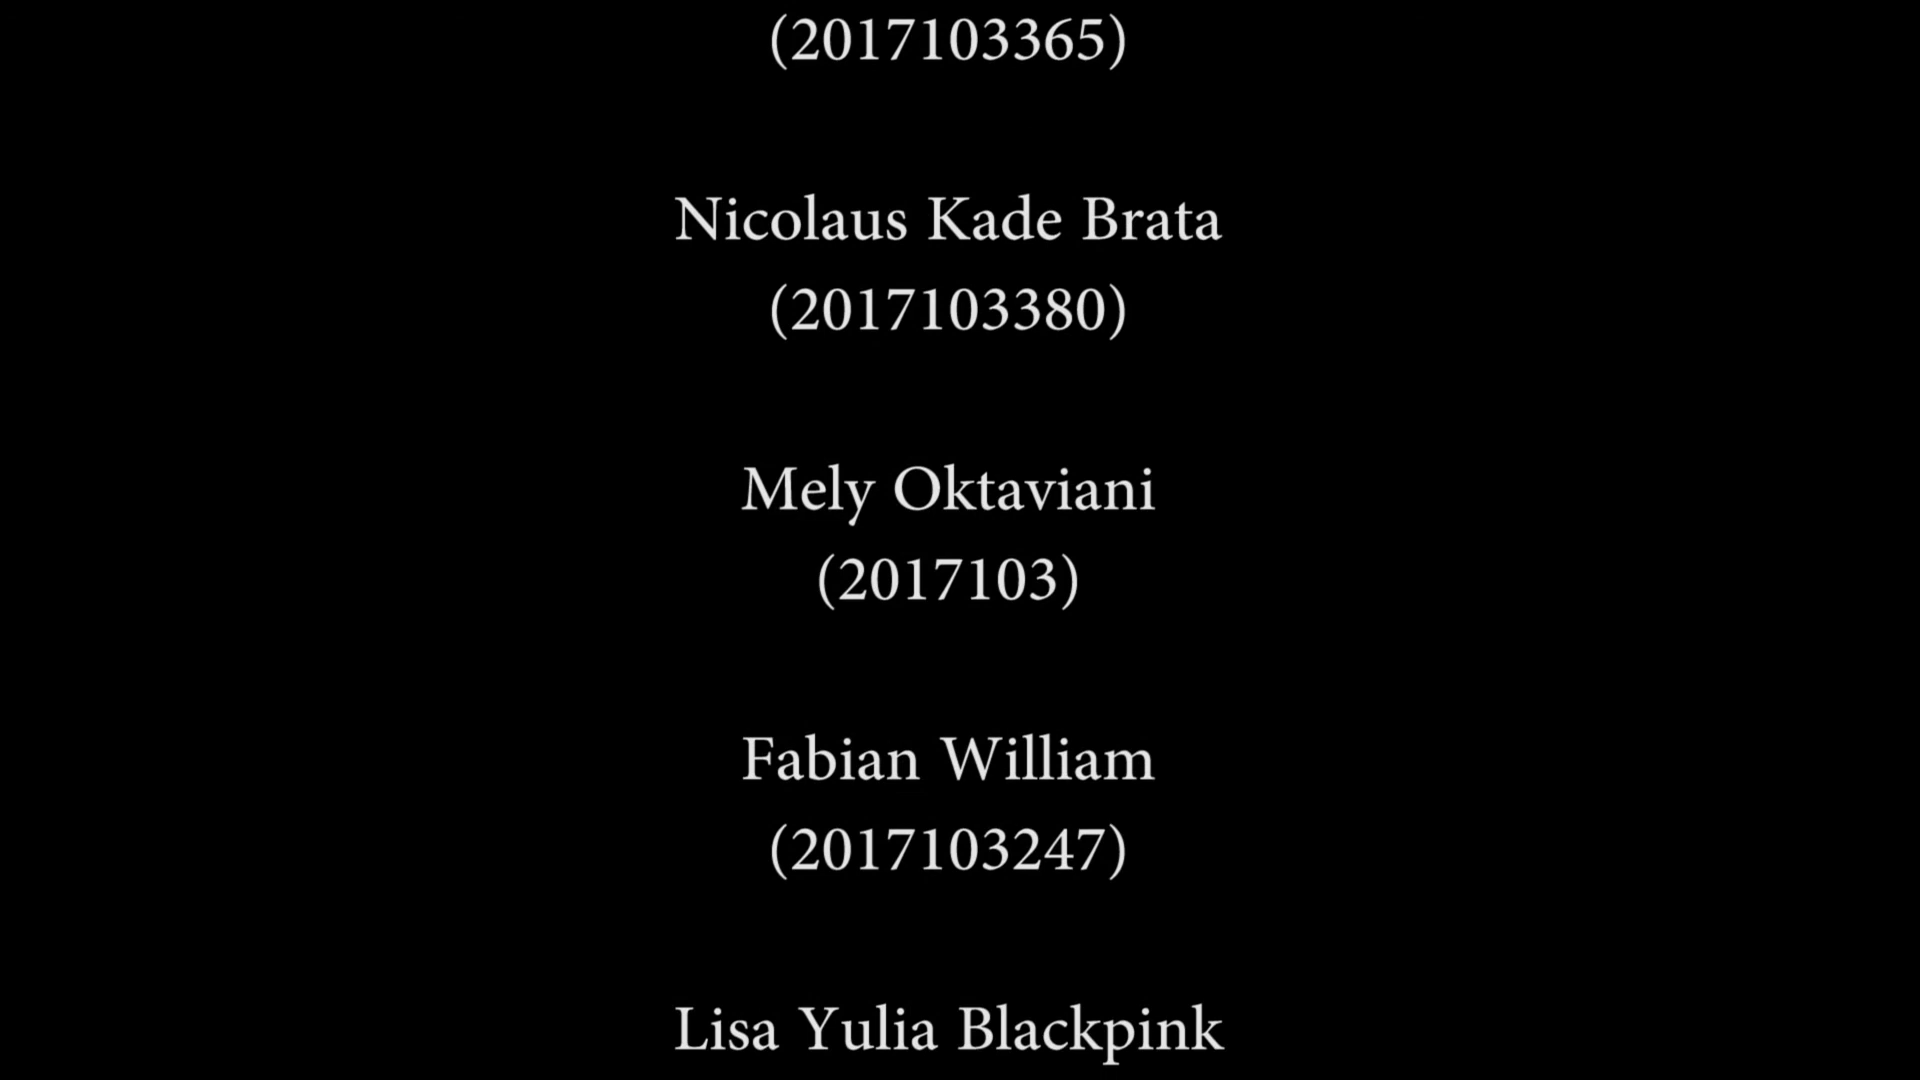 (2017103365)
Nicolaus Kade Brata
(2017103380)
Mely Oktaviani
(2017103)
Fabian William
(2017103247)
Lisa Yulia Blackpink